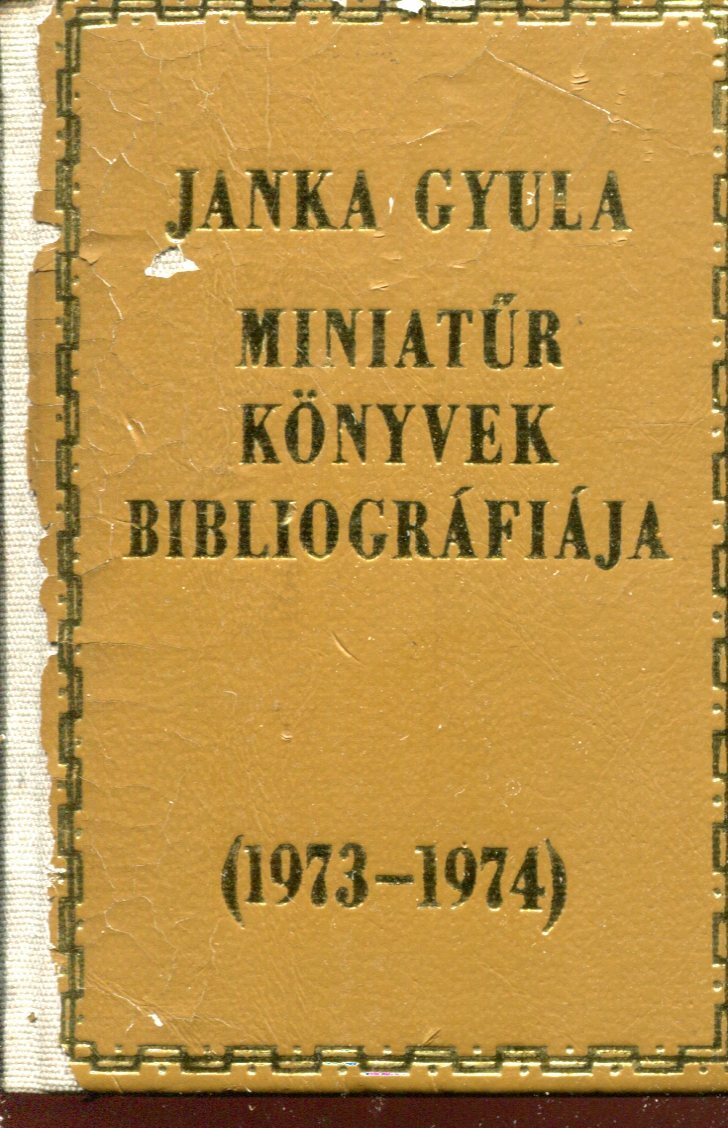 JANKA GYULA
MINIATŰR
KÖNYVEK
BIBLIOGRÁFIÁJA
(1973–1974)